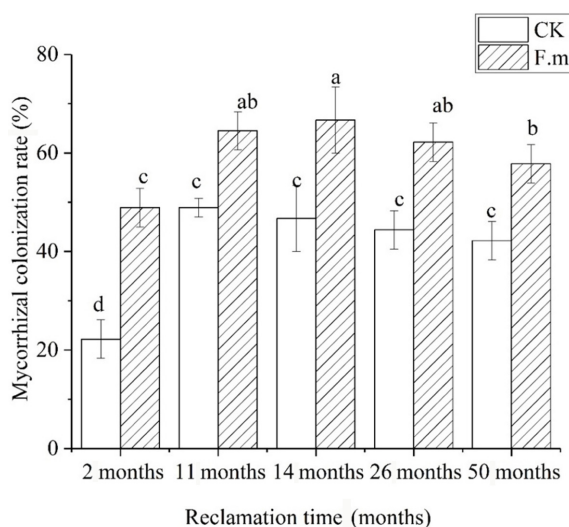 CK
F.m
Mycorrhizal colonization rate (%)
80
60
40
20
0
d
c
c
ab
c
a
c
ab
c
b
2 months 11 months 14 months 26 months 50 months
Reclamation time (months)